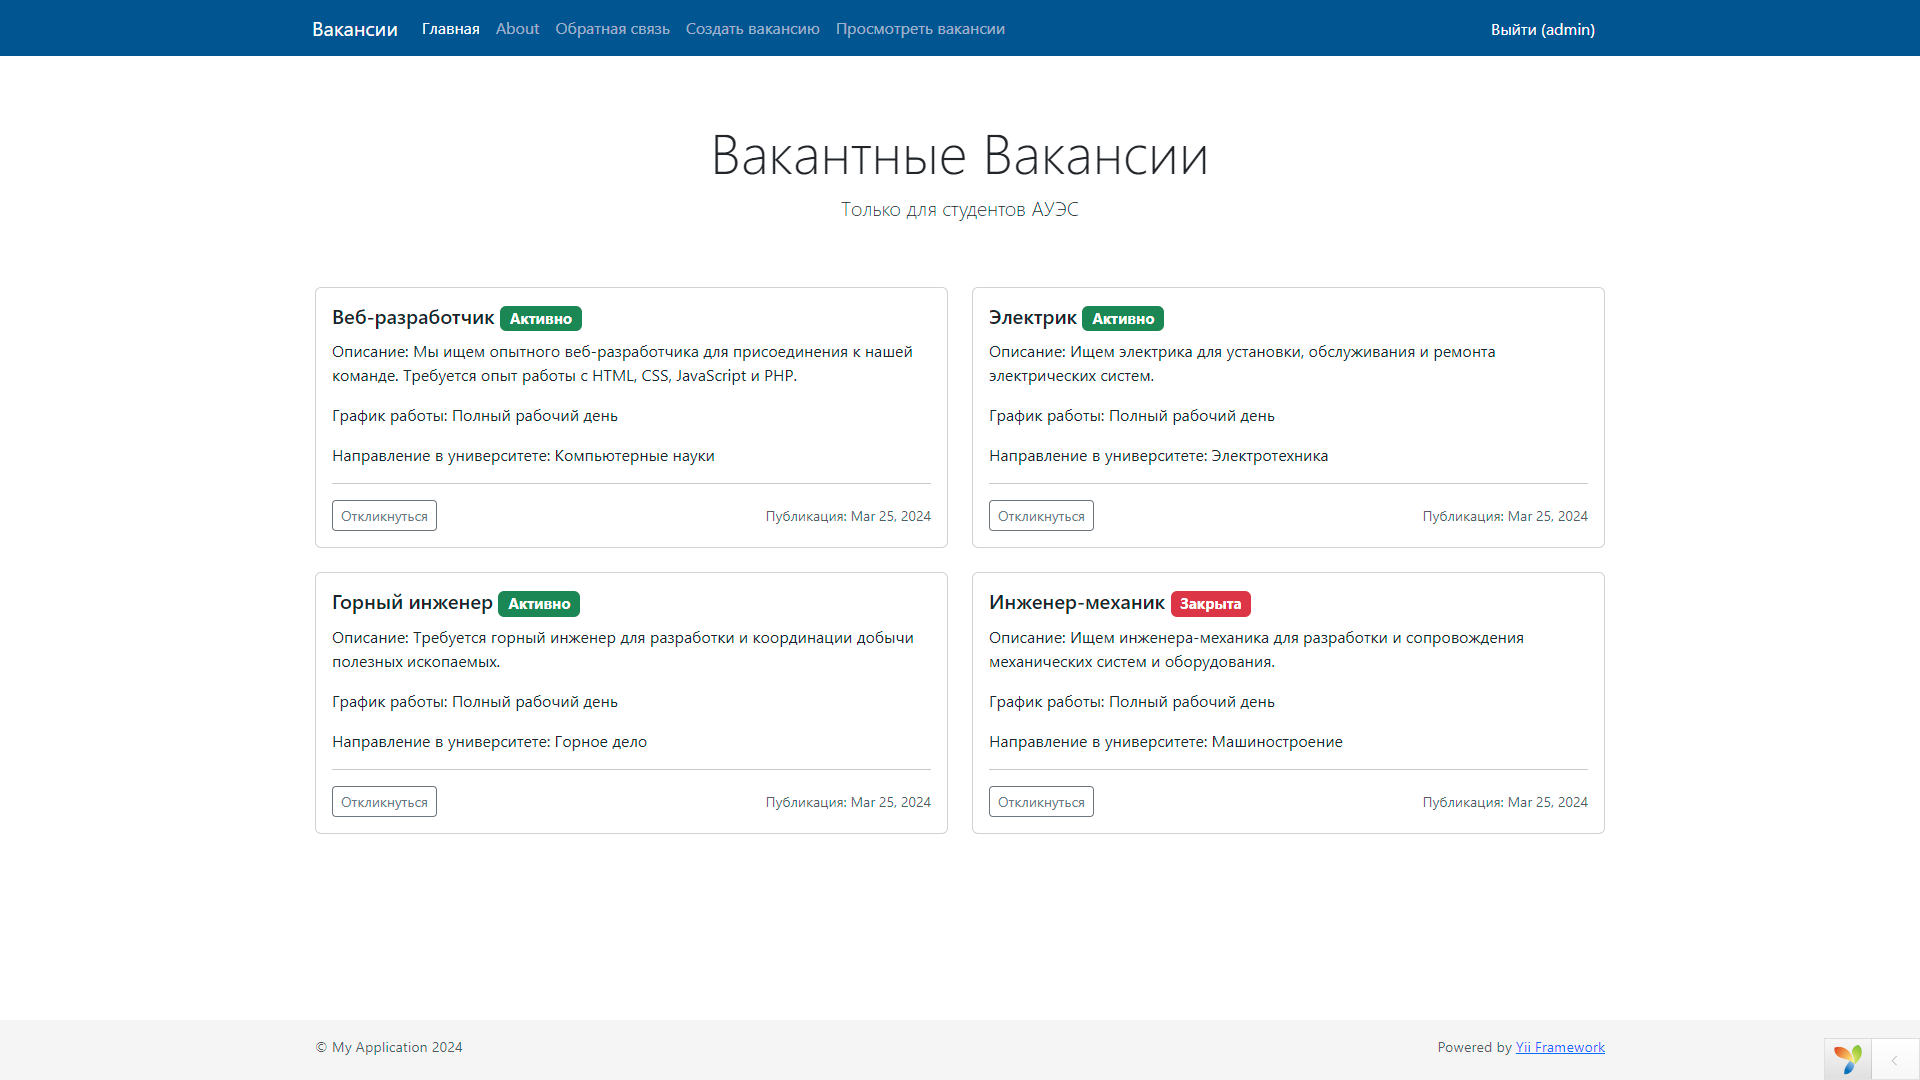 Вакансии
Главная
About
Обратная связь
Создать вакансию
Просмотреть вакансии
Выйти (admin)
Вакантные Вакансии
Только для студентов АУЭС
Веб-разработчик Активно
Описание: Мы ищем опытного веб-разработчика для присоединения к нашей
команде. Требуется опыт работы с HTML, CSS, JavaScript и PHP.
График работы: Полный рабочий день
Направление в университете: Компьютерные науки
Откликнуться
Публикация: Mar 25, 2024
Электрик Активно
Описание: Ищем электрика для установки, обслуживания и ремонта
электрических систем.
График работы: Полный рабочий день
Направление в университете: Электротехника
Откликнуться
Публикация: Mar 25, 2024
Горный инженер Активно
Описание: Требуется горный инженер для разработки и координации добычи
полезных ископаемых.
График работы: Полный рабочий день
Направление в университете: Горное дело
Откликнуться
Публикация: Mar 25, 2024
Инженер-механик Закрыта
Описание: Ищем инженера-механика для разработки и сопровождения
механических систем и оборудования.
График работы: Полный рабочий день
Направление в университете: Машиностроение
Откликнуться
Публикация: Mar 25, 2024
© My Application 2024
Powered by Yii Framework